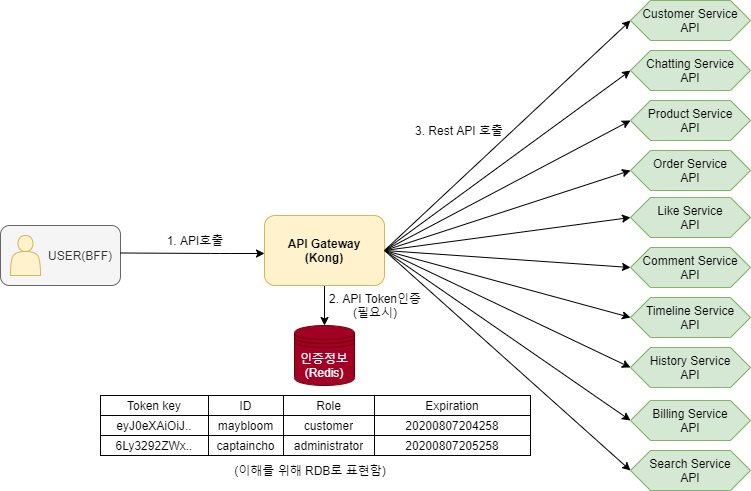 Customer Service
API
Chatting Service
API
Product Service
API
3. Rest API 호출
Order Service
API
Like Service
API
USER(BFF)
1. API호출
API Gateway
(Kong)
Comment Service
API
2. API Token인증
(필요시)
Timeline Service
API
인증정보
(Redis)
History Service
API
Billing Service
API
Search Service
API
Token key ID Role Expiration
eyJ0eXAiOiJ.. maybloom customer 20200807204258
6Ly3292ZWx.. captaincho administrator 20200807205258
(이해를 위해 RDB로 표현함)